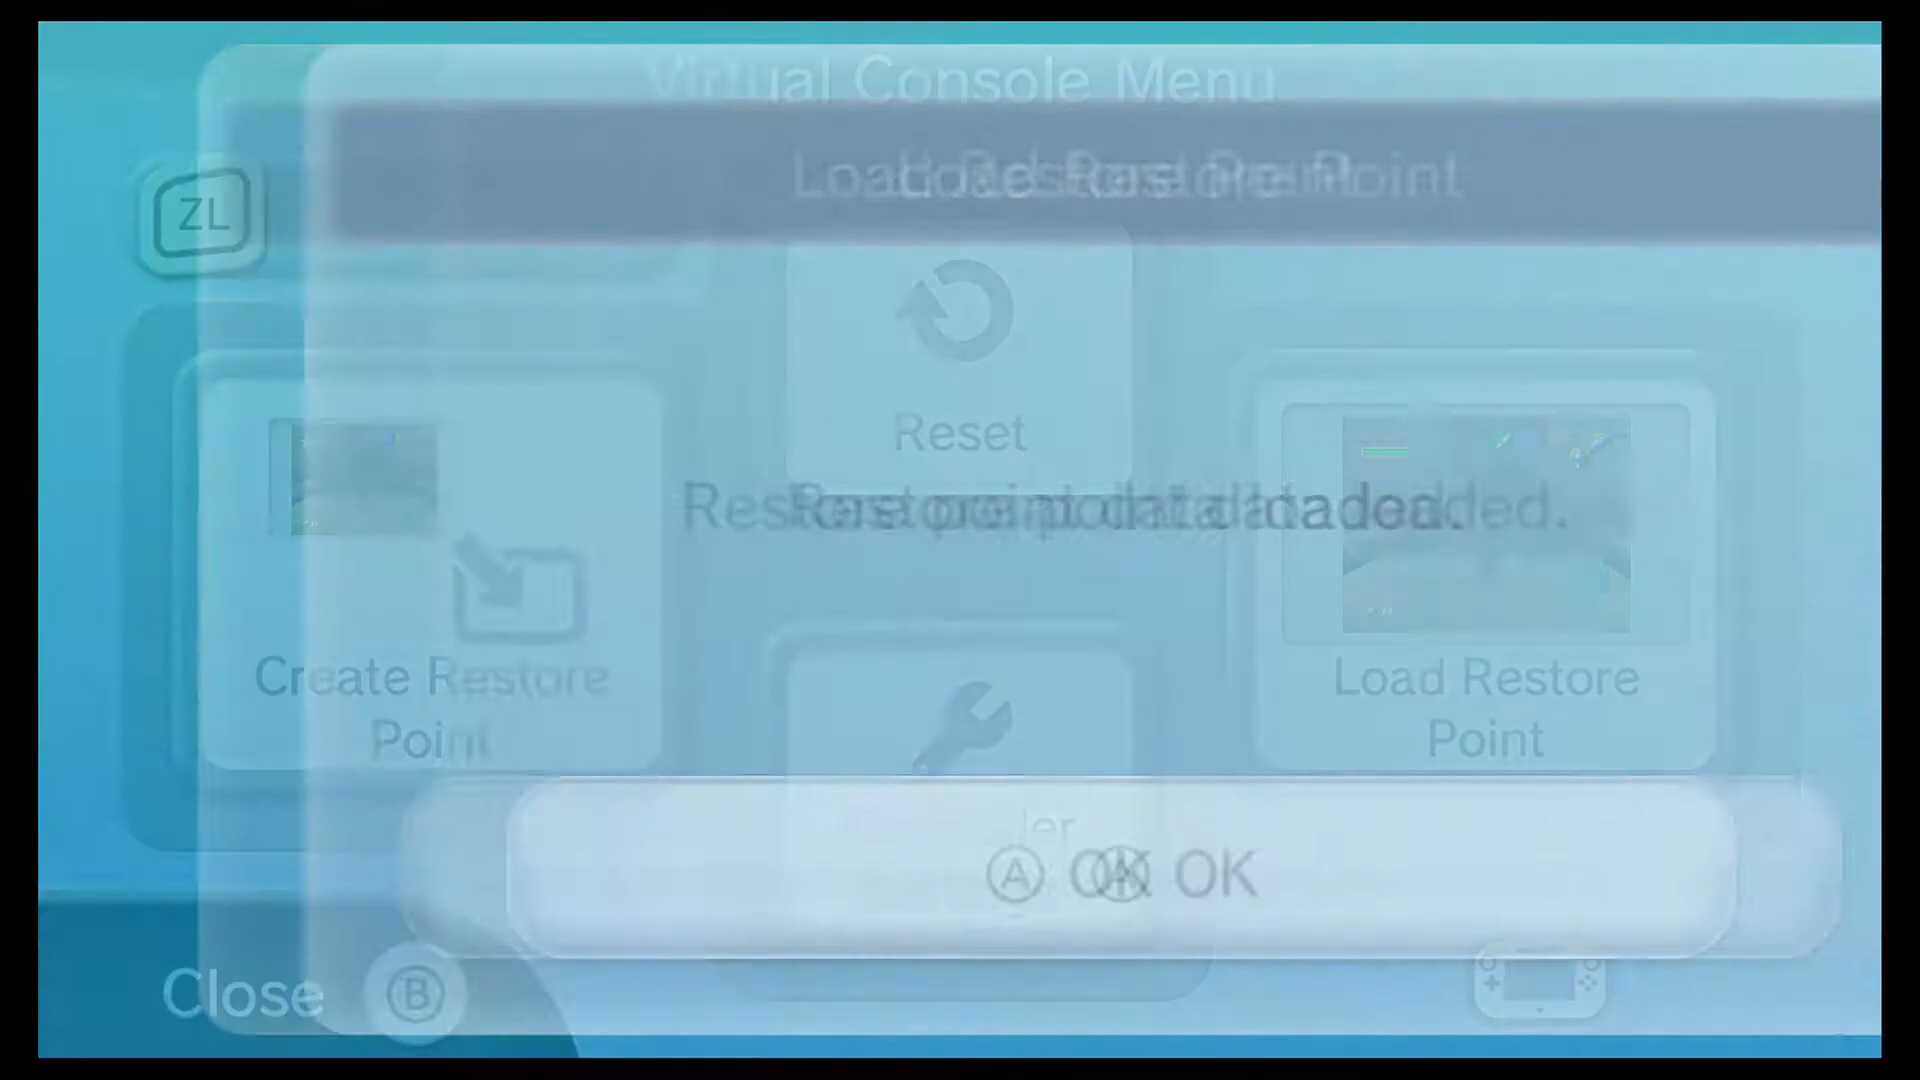 Virtual Console Menu
Load Restore Point
ZL
Reset
Restore point data loaded.
Create Restore
Point
Load Restore
Point
A OK
Close B